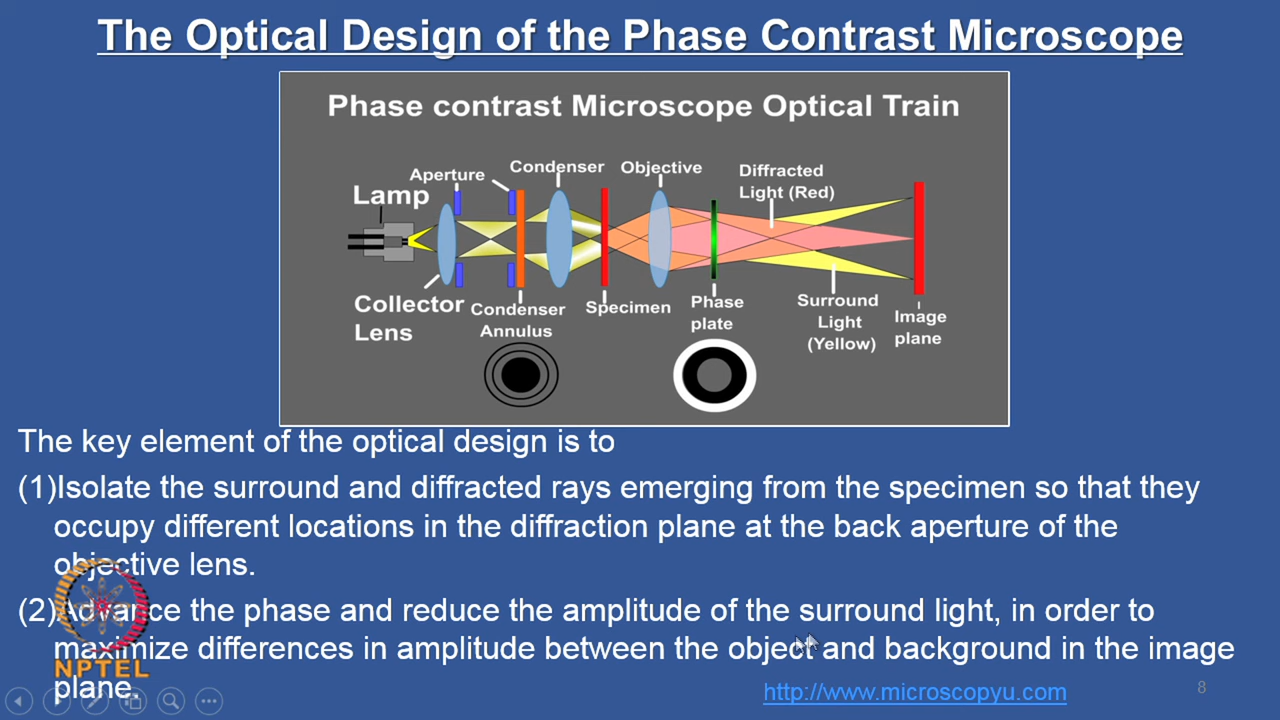 The Optical Design of the Phase Contrast Microscope
Phase contrast Microscope Optical Train
Lamp
Aperture
Condenser
Objective
Diffracted
Light (Red)
Collector
Lens
Condenser
Annulus
Specimen
Phase
plate
Surround
Light
(Yellow)
Image
plane
The key element of the optical design is to
(1)Isolate the surround and diffracted rays emerging from the specimen so that they
occupy different locations in the diffraction plane at the back aperture of the
objective lens.
(2)Advance the phase and reduce the amplitude of the surround light, in order to
maximize differences in amplitude between the object and background in the image
plane.
NPTEL
http://www.microscopyu.com
8